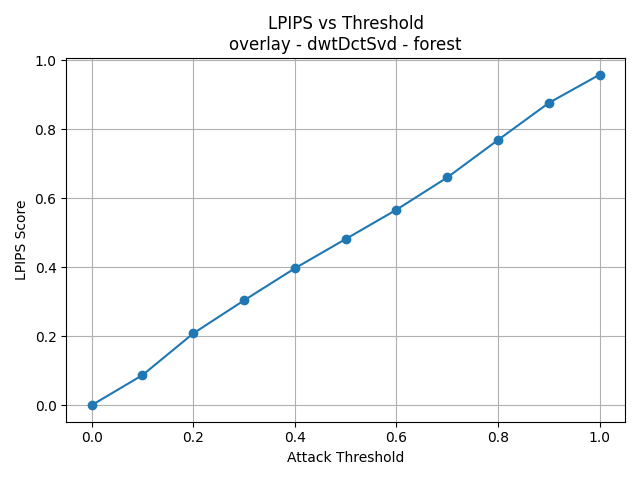 LPIPS vs Threshold
overlay - dwtDctSvd - forest
1.0
0.8
0.6
0.4
0.2
0.0
LPIPS Score
0.0 0.2 0.4 0.6 0.8 1.0
Attack Threshold